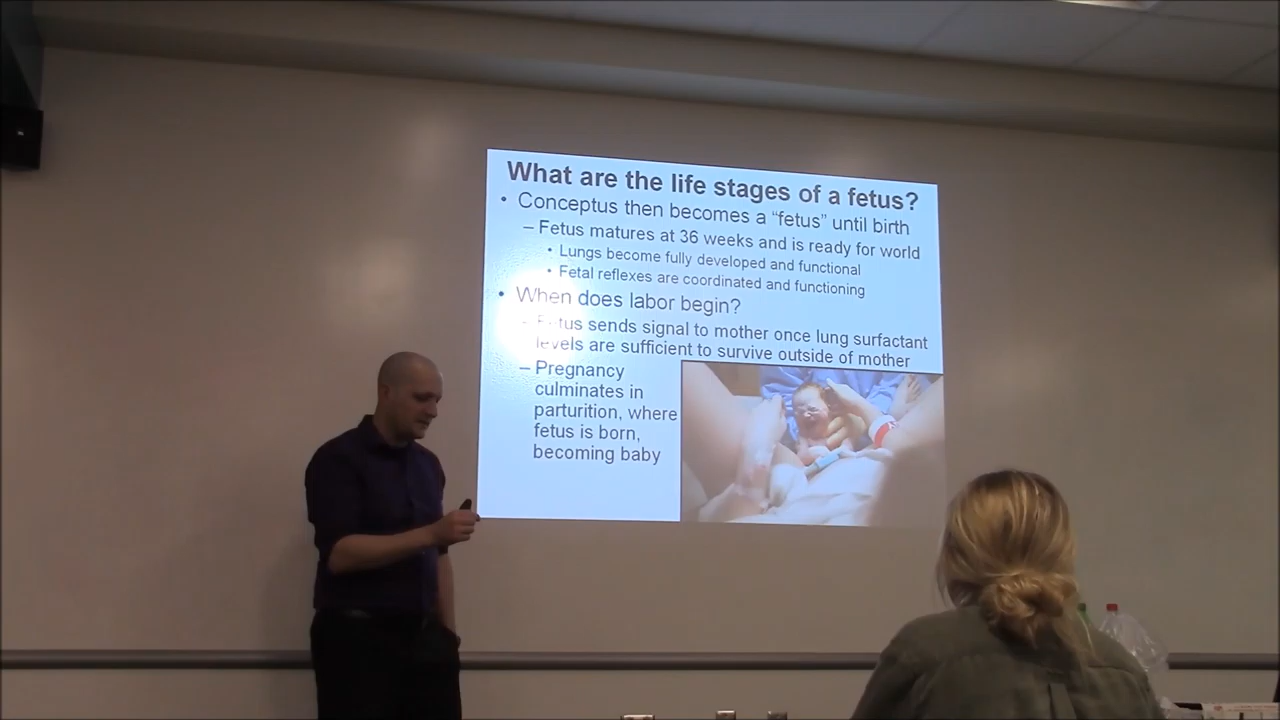 What are the life stages of a fetus?
• Conceptus then becomes a “fetus” until birth
– Fetus matures at 36 weeks and is ready for world
• Lungs become fully developed and functional
• Fetal reflexes are coordinated and functioning
• When does labor begin?
– Fetus sends signal to mother once lung surfactant
levels are sufficient to survive outside of mother
– Pregnancy
culminates in
parturition, where
fetus is born,
becoming baby